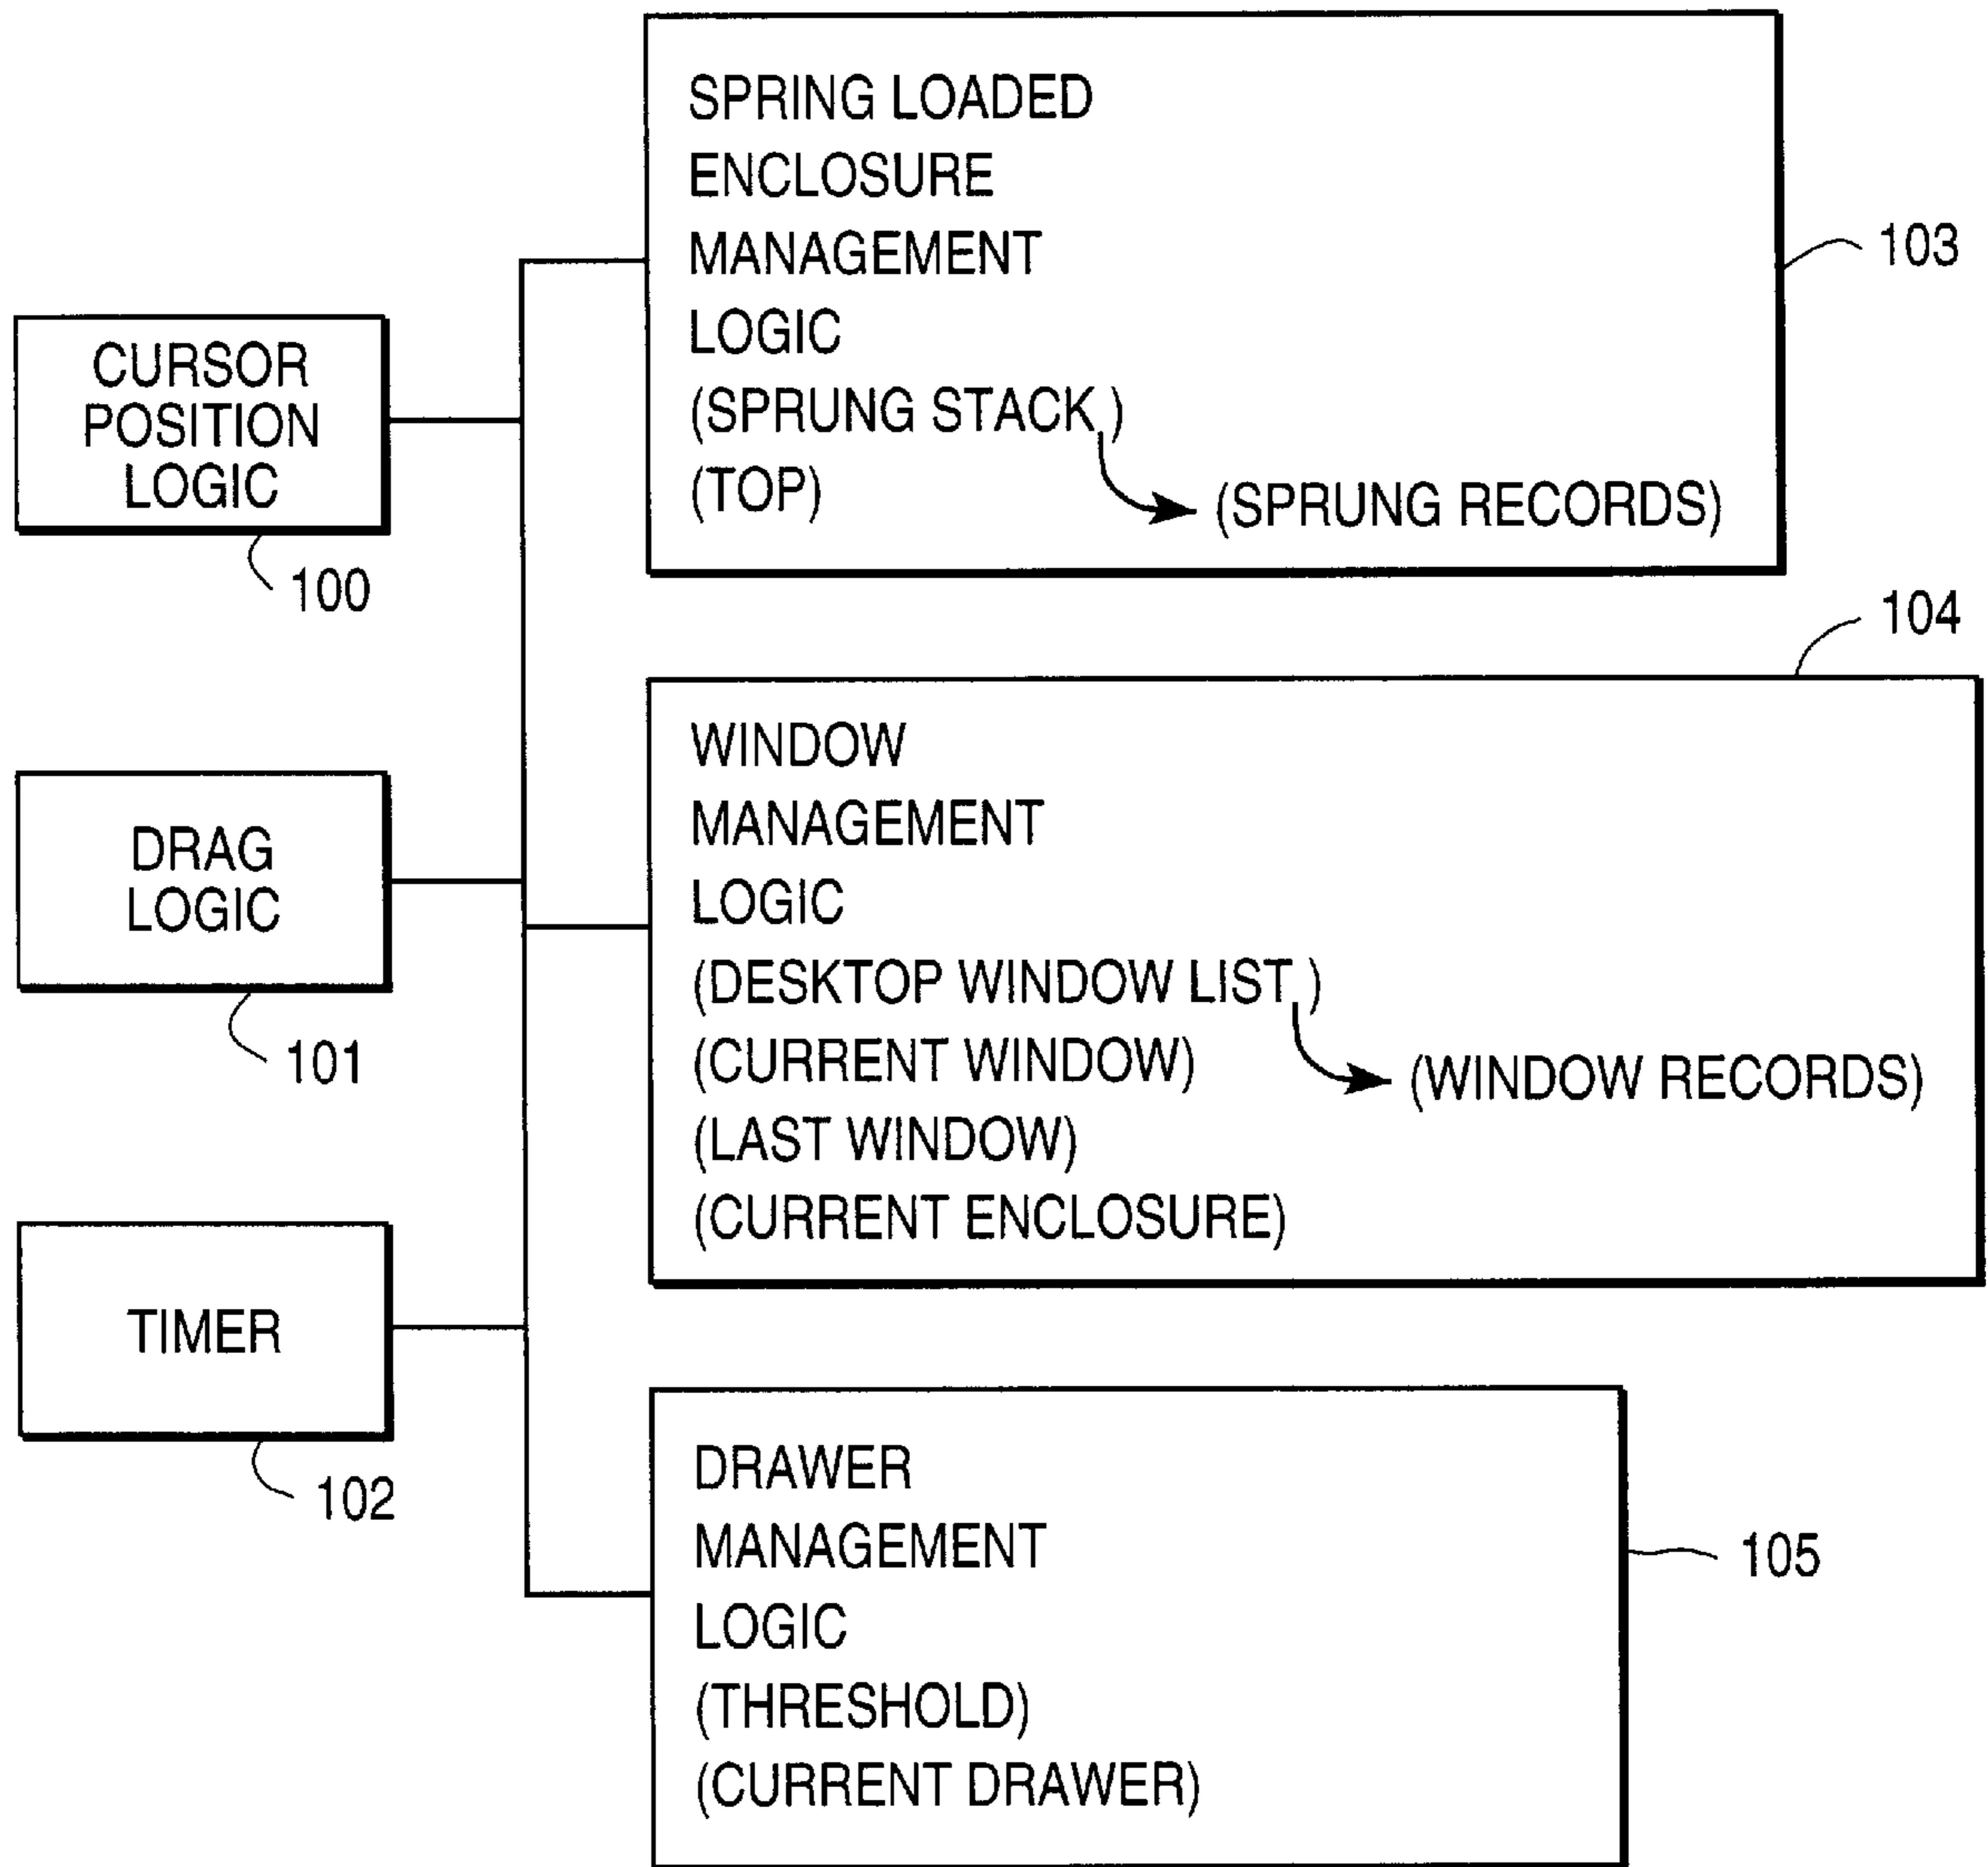 CURSOR
POSITION
LOGIC
100
DRAG
LOGIC
101
TIMER
102
SPRING LOADED
ENCLOSURE
MANAGEMENT
LOGIC
(SPRUNG STACK)
(TOP)
(SPRUNG RECORDS)
103
WINDOW
MANAGEMENT
LOGIC
(DESKTOP WINDOW LIST)
(CURRENT WINDOW)
(WINDOW RECORDS)
(LAST WINDOW)
(CURRENT ENCLOSURE)
104
DRAWER
MANAGEMENT
LOGIC
(THRESHOLD)
(CURRENT DRAWER)
105